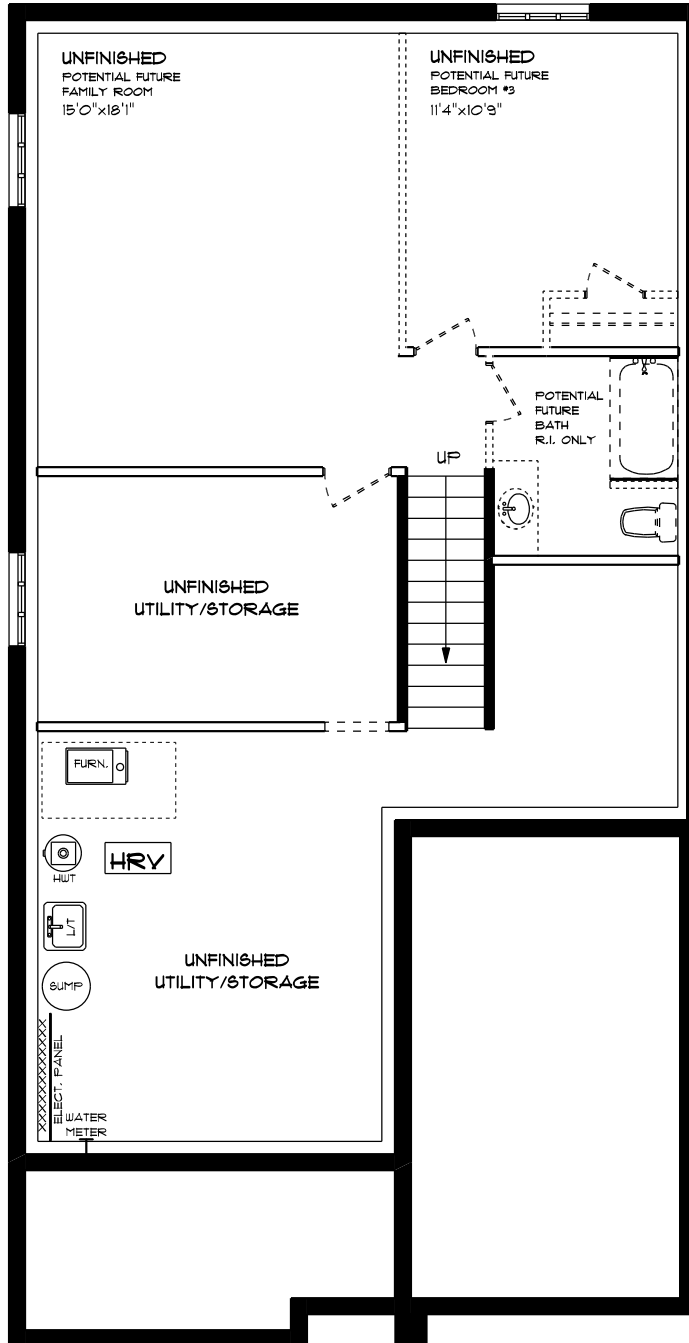 UNFINISHED
POTENTIAL FUTURE
FAMILY ROOM
15'0"x18'1"
UNFINISHED
POTENTIAL FUTURE
BEDROOM #3
11'4"x10'9"
POTENTIAL
FUTURE
BATH
R.I. ONLY
UP
UNFINISHED
UTILITY/STORAGE
FURN.
HRV
HWT
L/T
UNFINISHED
UTILITY/STORAGE
SUMP
ELECT. PANEL
WATER
METER